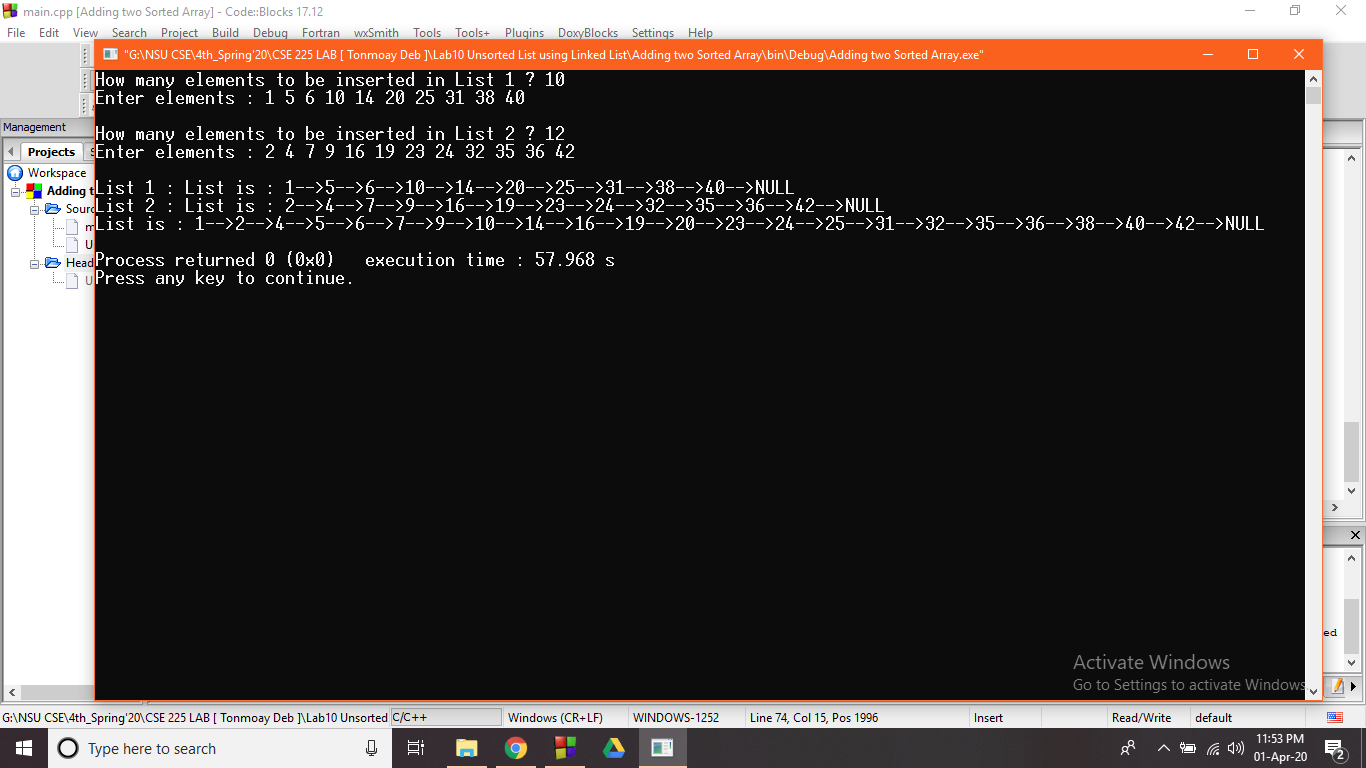 main.cpp [Adding two Sorted Array] - Code::Blocks 17.12
File Edit View Search Project Build Debug Fortran wxSmith Tools Tools+ Plugins DoxyBlocks Settings Help
"G:\NSU CSE\4th_Spring'20\CSE 225 LAB [ Tonmoay Deb ]\Lab10 Unsorted List using Linked List\Adding two Sorted Array\bin\Debug\Adding two Sorted Array.exe"
How many elements to be inserted in List 1 ? 10
Enter elements : 1 5 6 10 14 20 25 31 38 40
How many elements to be inserted in List 2 ? 12
Enter elements : 2 4 7 9 16 19 23 24 32 35 36 42
List 1 : List is : 1-->5-->6-->10-->14-->20-->25-->31-->38-->40-->NULL
List 2 : List is : 2-->4-->7-->9-->16-->19-->23-->24-->32-->35-->36-->42-->NULL
List is : 1-->2-->4-->5-->6-->7-->9-->10-->14-->16-->19-->20-->23-->24-->25-->31-->32-->35-->36-->38-->40-->42-->NULL
Process returned 0 (0x0)   execution time : 57.968 s
Press any key to continue.
Management
Projects S
Workspace
Adding t
Sourc
m
U
Head
U
ed
Activate Windows
Go to Settings to activate Windows
G:\NSU CSE\4th_Spring'20\CSE 225 LAB [ Tonmoay Deb ]\Lab10 Unsorted C/C++ Windows (CR+LF) WINDOWS-1252 Line 74, Col 15, Pos 1996 Insert Read/Write default
Type here to search
11:53 PM
01-Apr-20
2